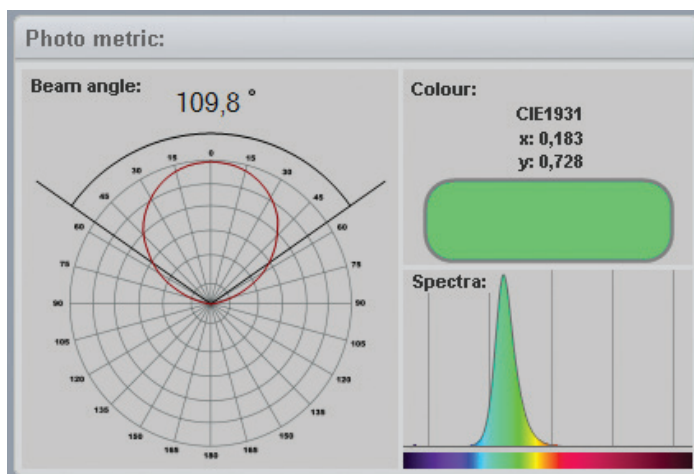 Photo metric:
Beam angle:
109,8 °
0
15 15
30 30
45 45
60 60
75 75
90 90
105 105
120 120
135 135
150 150
165 165
180
Colour:
CIE1931
x: 0,183
y: 0,728
Spectra: